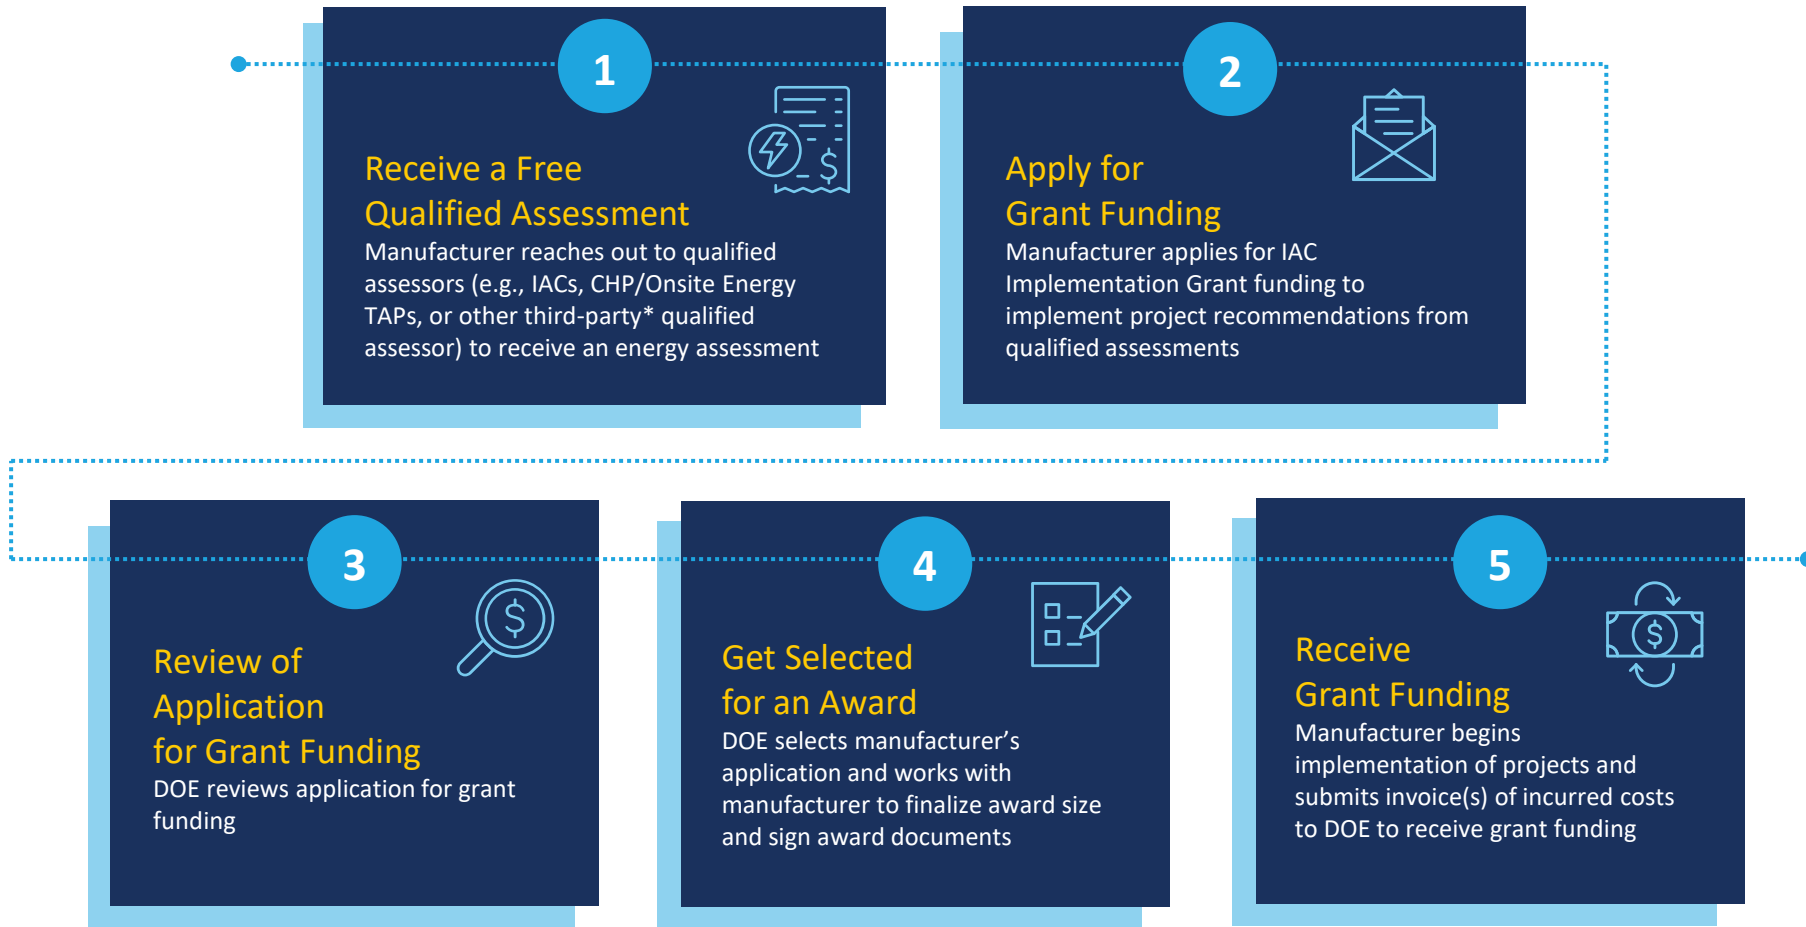 1
Receive a Free
Qualified Assessment
Manufacturer reaches out to qualified
assessors (e.g., IACs, CHP/Onsite Energy
TAPs, or other third-party* qualified
assessor) to receive an energy assessment
2
Apply for
Grant Funding
Manufacturer applies for IAC
Implementation Grant funding to
implement project recommendations from
qualified assessments
3
Review of
Application
for Grant Funding
DOE reviews application for grant
funding
4
Get Selected
for an Award
DOE selects manufacturer’s
application and works with
manufacturer to finalize award size
and sign award documents
5
Receive
Grant Funding
Manufacturer begins
implementation of projects and
submits invoice(s) of incurred costs
to DOE to receive grant funding